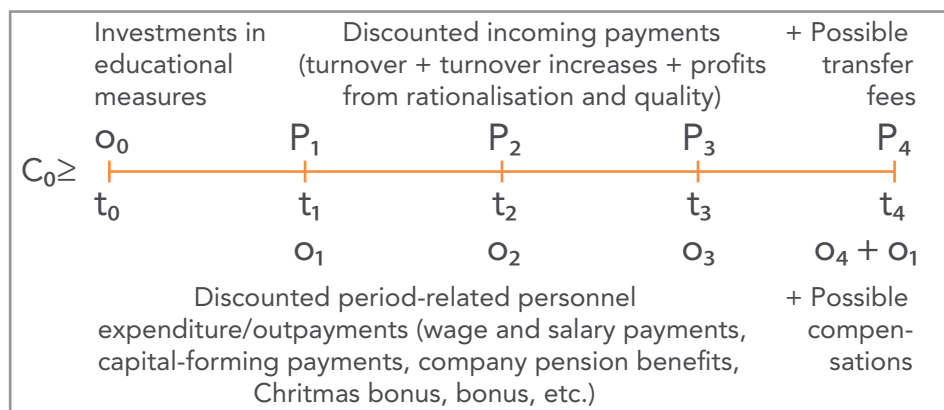 Investments in educational measures
Discounted incoming payments (turnover + turnover increases + profits from rationalisation and quality)
+ Possible transfer fees
o₀ P₁ P₂ P₃ P₄
C₀≥
t₀ t₁ t₂ t₃ t₄
o₁ o₂ o₃ o₄ + o₁
Discounted period-related personnel
expenditure/outpayments (wage and salary payments,
capital-forming payments, company pension benefits,
Chritmas bonus, bonus, etc.)
+ Possible
compen-
sations